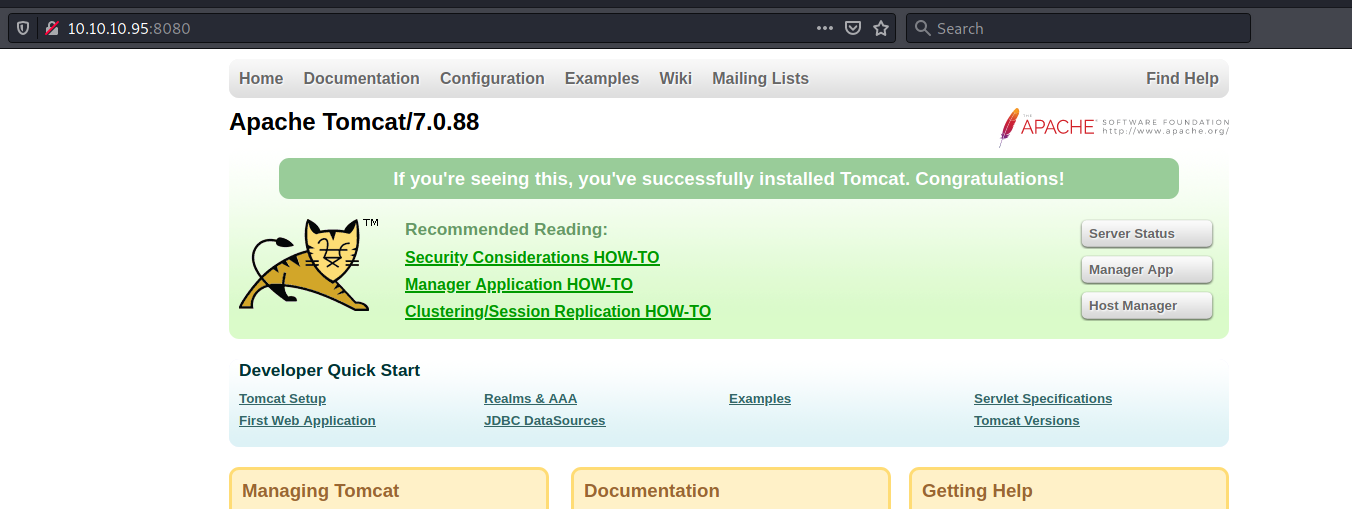 10.10.10.95:8080
Search
Home Documentation Configuration Examples Wiki Mailing Lists Find Help
Apache Tomcat/7.0.88
THE
APACHE SOFTWARE FOUNDATION
http://www.apache.org/
If you're seeing this, you've successfully installed Tomcat. Congratulations!
TM
Recommended Reading:
Security Considerations HOW-TO
Manager Application HOW-TO
Clustering/Session Replication HOW-TO
Server Status
Manager App
Host Manager
Developer Quick Start
Tomcat Setup Realms & AAA Examples Servlet Specifications
First Web Application JDBC DataSources Tomcat Versions
Managing Tomcat Documentation Getting Help